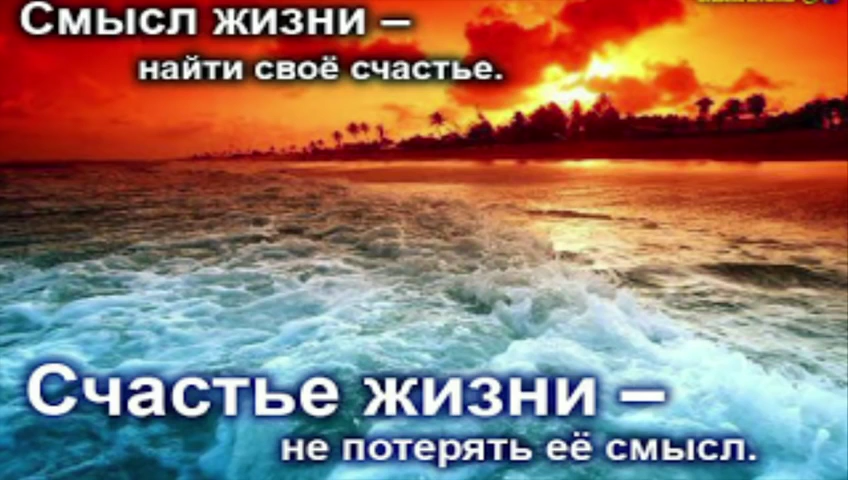 Смысл жизни –
найти своё счастье.
Счастье жизни –
не потерять её смысл.